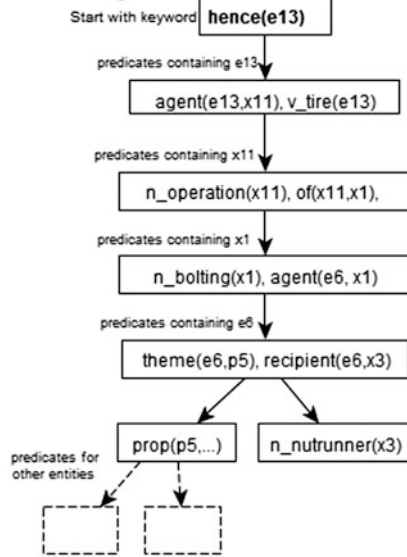 Start with keyword hence(e13)
predicates containing e13
agent(e13,x11), v_tire(e13)
predicates containing x11
n_operation(x11), of(x11,x1),
predicates containing x1
n_bolting(x1), agent(e6, x1)
predicates containing e6
theme(e6,p5), recipient(e6,x3)
prop(p5,...) n_nutrunner(x3)
predicates for
other entities